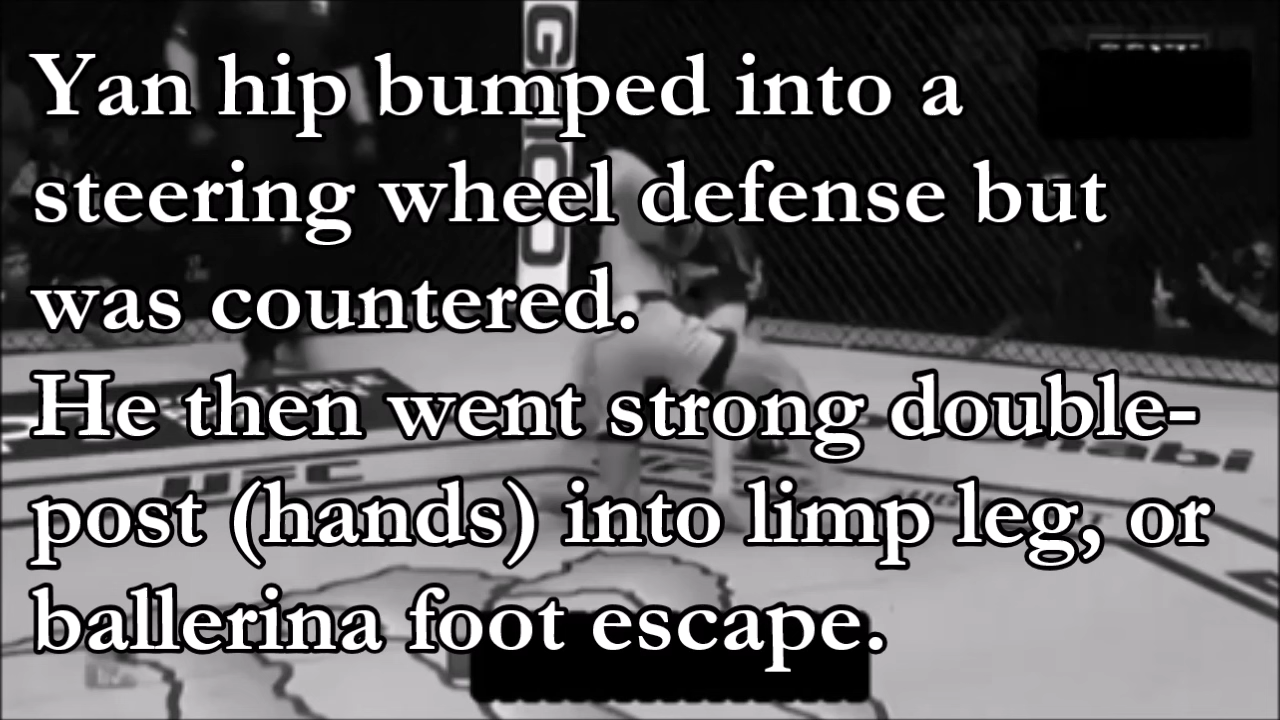 Yan hip bumped into a
steering wheel defense but
was countered.
He then went strong double-
post (hands) into limp leg, or
ballerina foot escape.
UFC